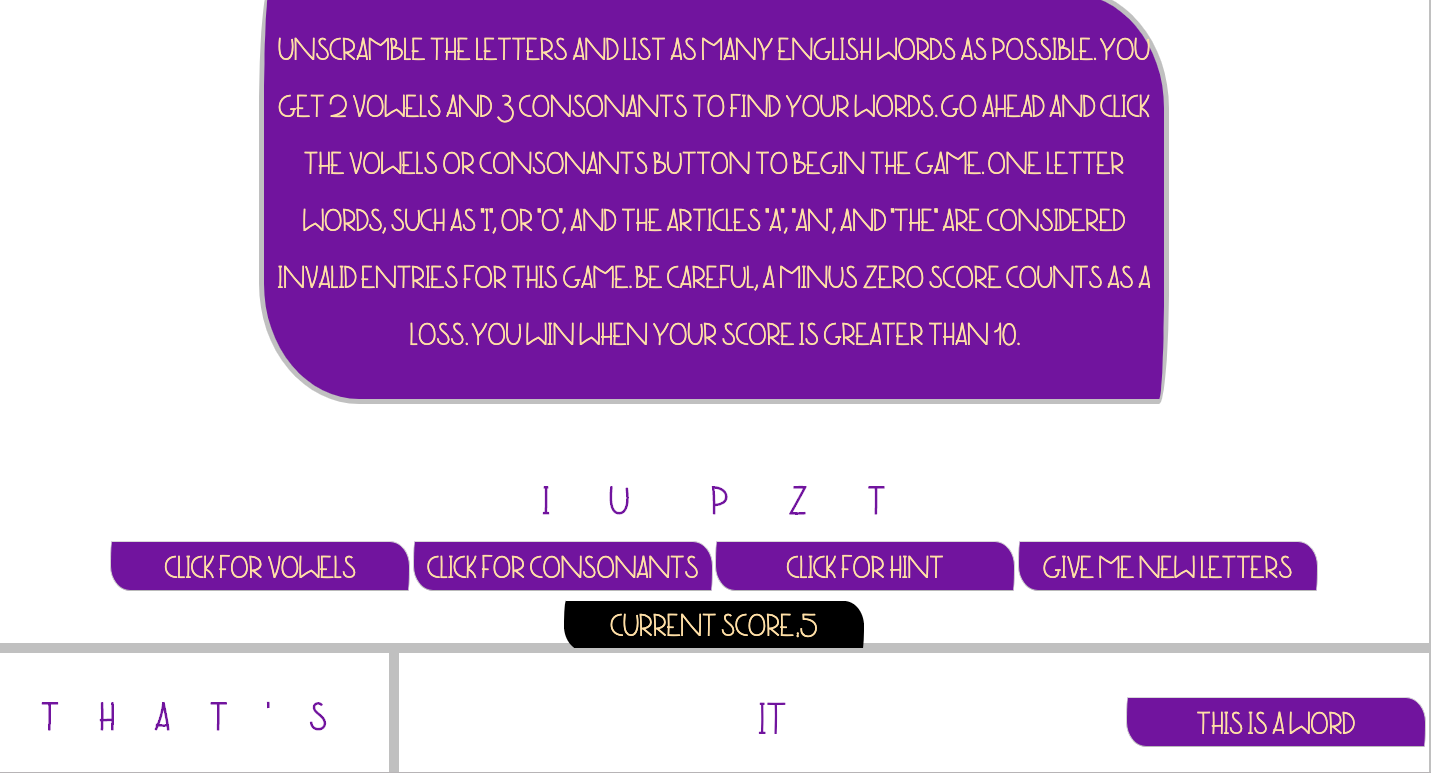 UNSCRAMBLE THE LETTERS AND LIST AS MANY ENGLISH WORDS AS POSSIBLE. YOU
GET 2 VOWELS AND 3 CONSONANTS TO FIND YOUR WORDS. GO AHEAD AND CLICK
THE VOWELS OR CONSONANTS BUTTON TO BEGIN THE GAME. ONE LETTER
WORDS, SUCH AS "I", OR "O", AND THE ARTICLES "A", "AN", AND "THE" ARE CONSIDERED
INVALID ENTRIES FOR THIS GAME. BE CAREFUL, A MINUS ZERO SCORE COUNTS AS A
LOSS. YOU WIN WHEN YOUR SCORE IS GREATER THAN 10.
I U P Z T
CLICK FOR VOWELS CLICK FOR CONSONANTS CLICK FOR HINT GIVE ME NEW LETTERS
CURRENT SCORE,5
T H A T ' S IT THIS IS A WORD